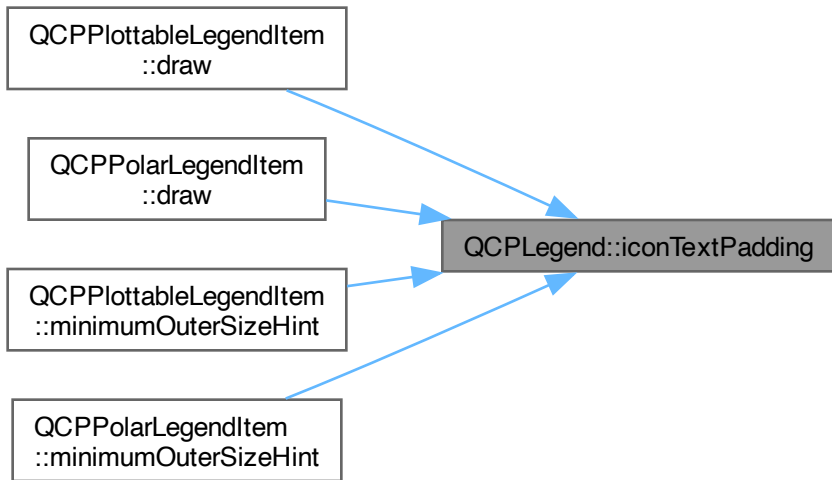 QCPPlottableLegendItem
::draw
QCPPolarLegendItem
::draw
QCPLegend::iconTextPadding
QCPPlottableLegendItem
::minimumOuterSizeHint
QCPPolarLegendItem
::minimumOuterSizeHint